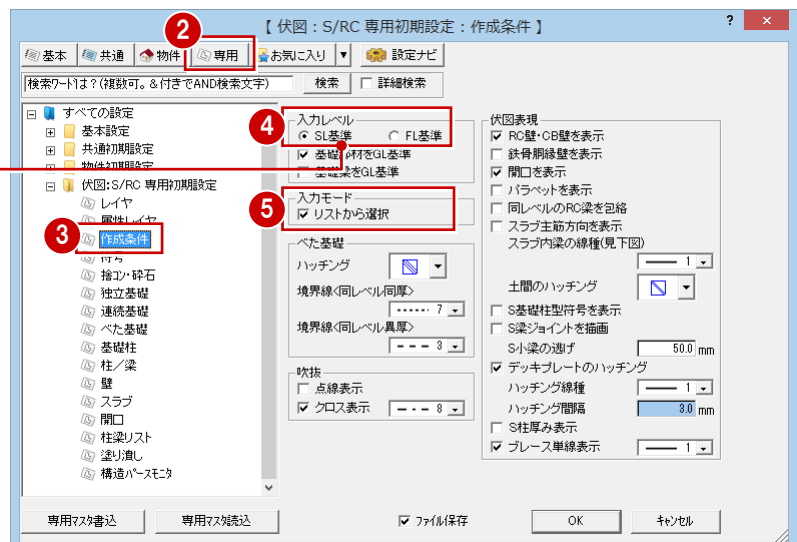 【 伏図：S/RC 専用初期設定：作成条件 】
?
×
2
基本
共通
物件
専用
お気に入り
▼
設定ナビ
検索ワードは？(複数可。＆付きでAND検索文字)
検索
詳細検索
すべての設定
基本設定
共通初期設定
物件初期設定
伏図:S/RC 専用初期設定
レイヤ
属性レイヤ
3
作成条件
符号
捨コン・砕石
独立基礎
連続基礎
べた基礎
基礎柱
柱／梁
壁
スラブ
開口
柱梁リスト
塗り潰し
構造パースモニタ
4
入力レベル
SL基準
FL基準
基礎部材をGL基準
基礎梁をGL基準
5
入力モード
リストから選択
べた基礎
ハッチング
境界線<同レベル同厚>
7
境界線<同レベル異厚>
3
吹抜
点線表示
クロス表示
8
伏図表現
RC壁・CB壁を表示
鉄骨胴縁壁を表示
開口を表示
パラペットを表示
同レベルのRC梁を包絡
スラブ主筋方向を表示
スラブ内梁の線種(見下図)
1
土間のハッチング
S基礎柱型符号を表示
S梁ジョイントを描画
S小梁の逃げ
50.0 mm
デッキプレートのハッチング
ハッチング線種
1
ハッチング間隔
3.0 mm
S柱厚み表示
ブレース単線表示
1
専用マスタ書込
専用マスタ読込
ファイル保存
OK
キャンセル